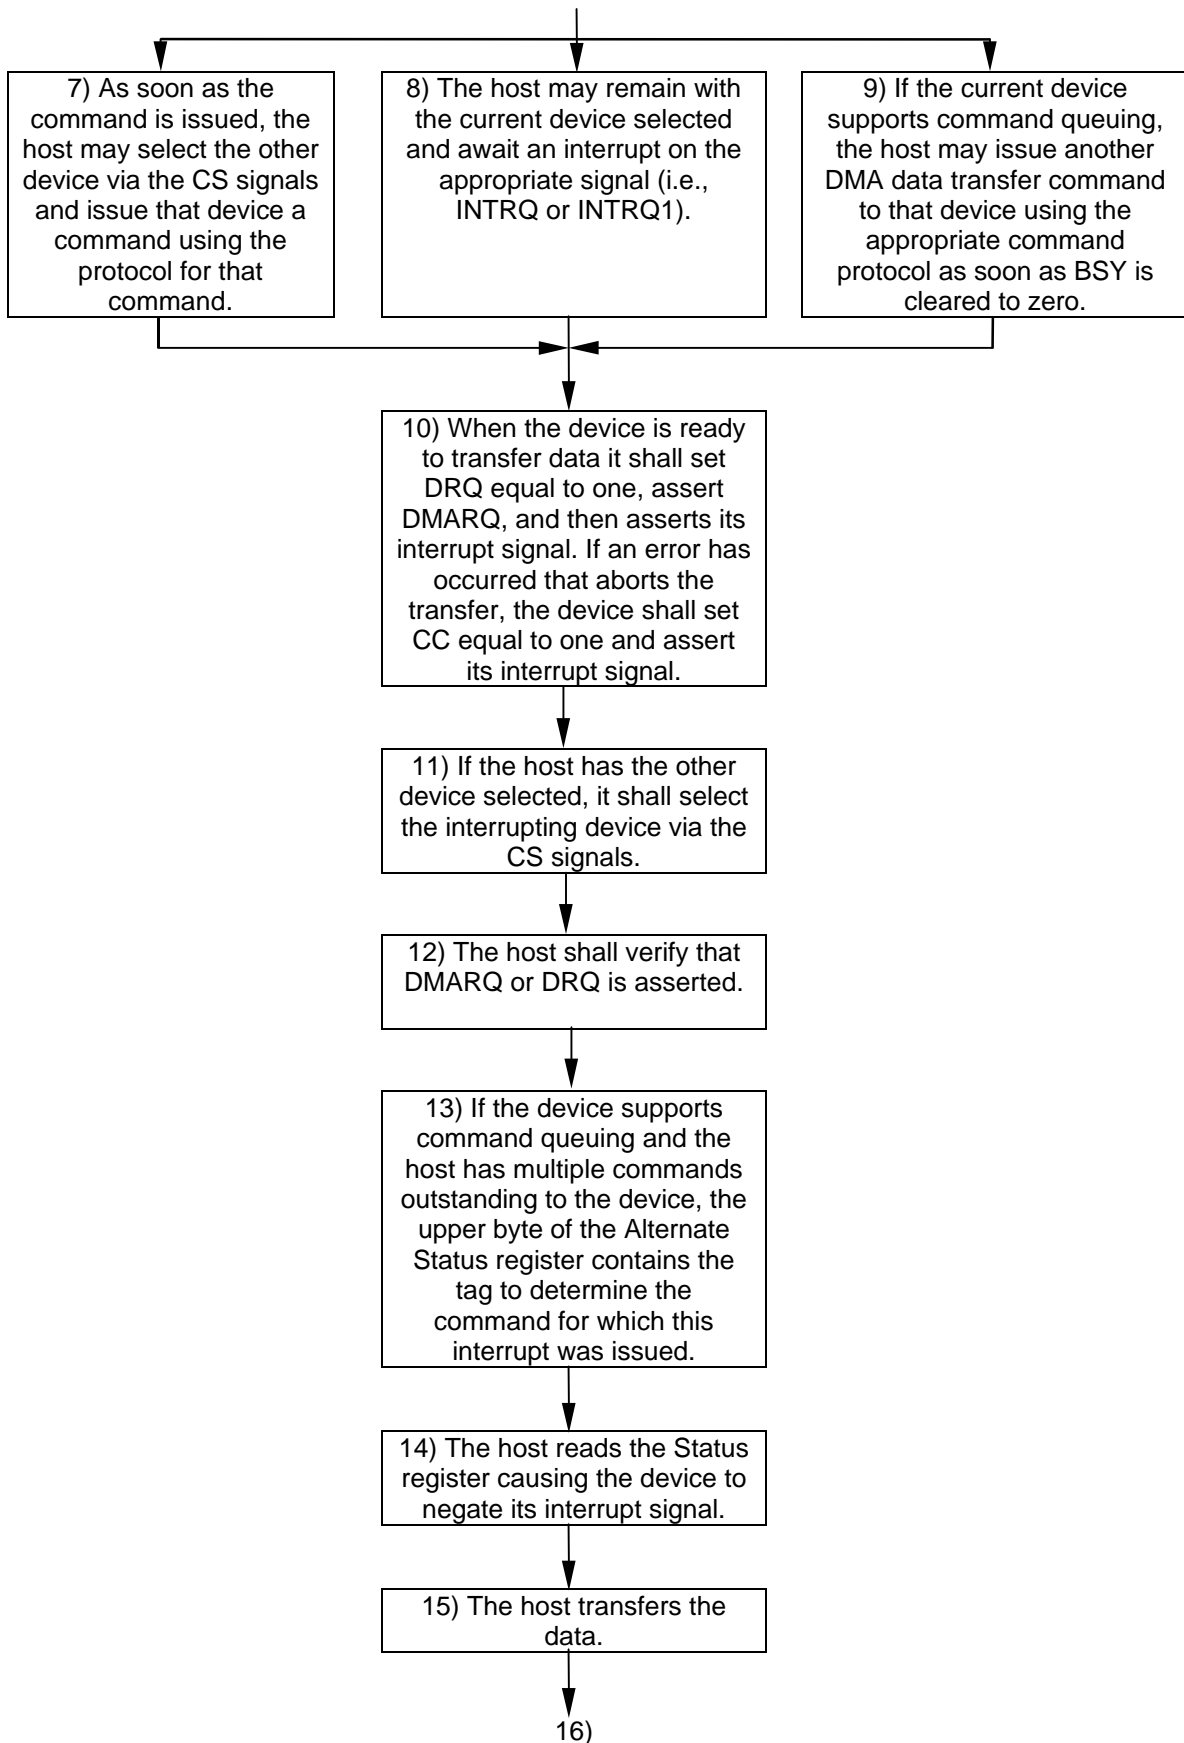 7) As soon as the
command is issued, the
host may select the other
device via the CS signals
and issue that device a
command using the
protocol for that
command.
8) The host may remain with
the current device selected
and await an interrupt on the
appropriate signal (i.e.,
INTRQ or INTRQ1).
9) If the current device
supports command queuing,
the host may issue another
DMA data transfer command
to that device using the
appropriate command
protocol as soon as BSY is
cleared to zero.
10) When the device is ready
to transfer data it shall set
DRQ equal to one, assert
DMARQ, and then asserts its
interrupt signal. If an error has
occurred that aborts the
transfer, the device shall set
CC equal to one and assert
its interrupt signal.
11) If the host has the other
device selected, it shall select
the interrupting device via the
CS signals.
12) The host shall verify that
DMARQ or DRQ is asserted.
13) If the device supports
command queuing and the
host has multiple commands
outstanding to the device, the
upper byte of the Alternate
Status register contains the
tag to determine the
command for which this
interrupt was issued.
14) The host reads the Status
register causing the device to
negate its interrupt signal.
15) The host transfers the
data.
16)